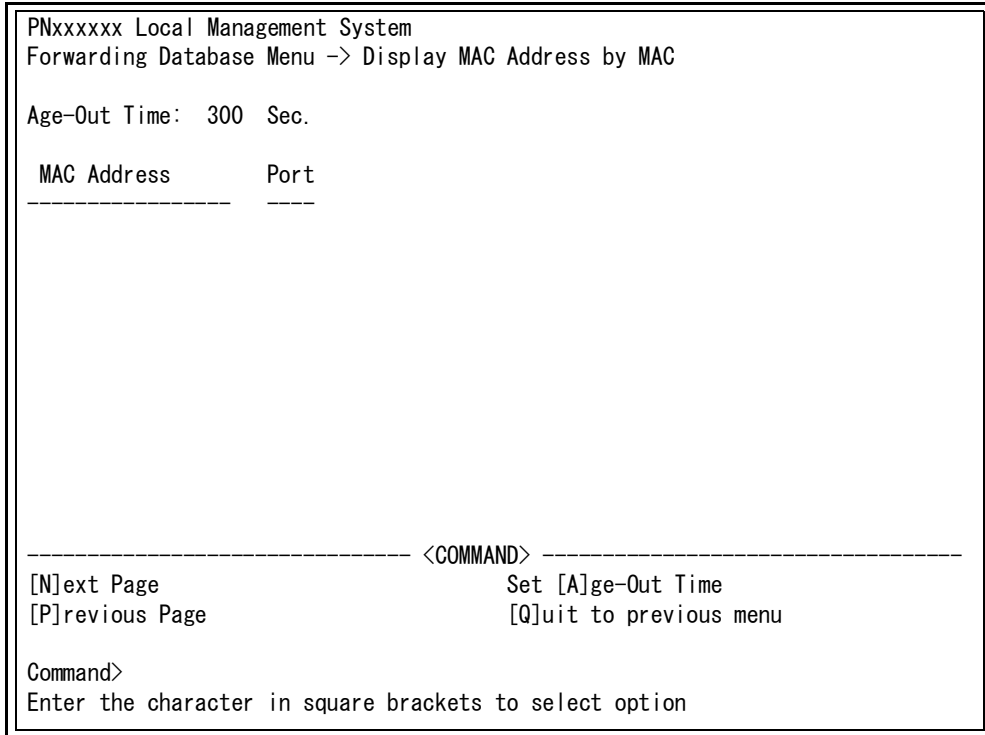 PNxxxxxx Local Management System
Forwarding Database Menu -> Display MAC Address by MAC
Age-Out Time:  300  Sec.
MAC Address        Port
-----------------   ----
-------------------------------- <COMMAND> -----------------------------------
[N]ext Page                             Set [A]ge-Out Time
[P]revious Page                         [Q]uit to previous menu
Command>
Enter the character in square brackets to select option